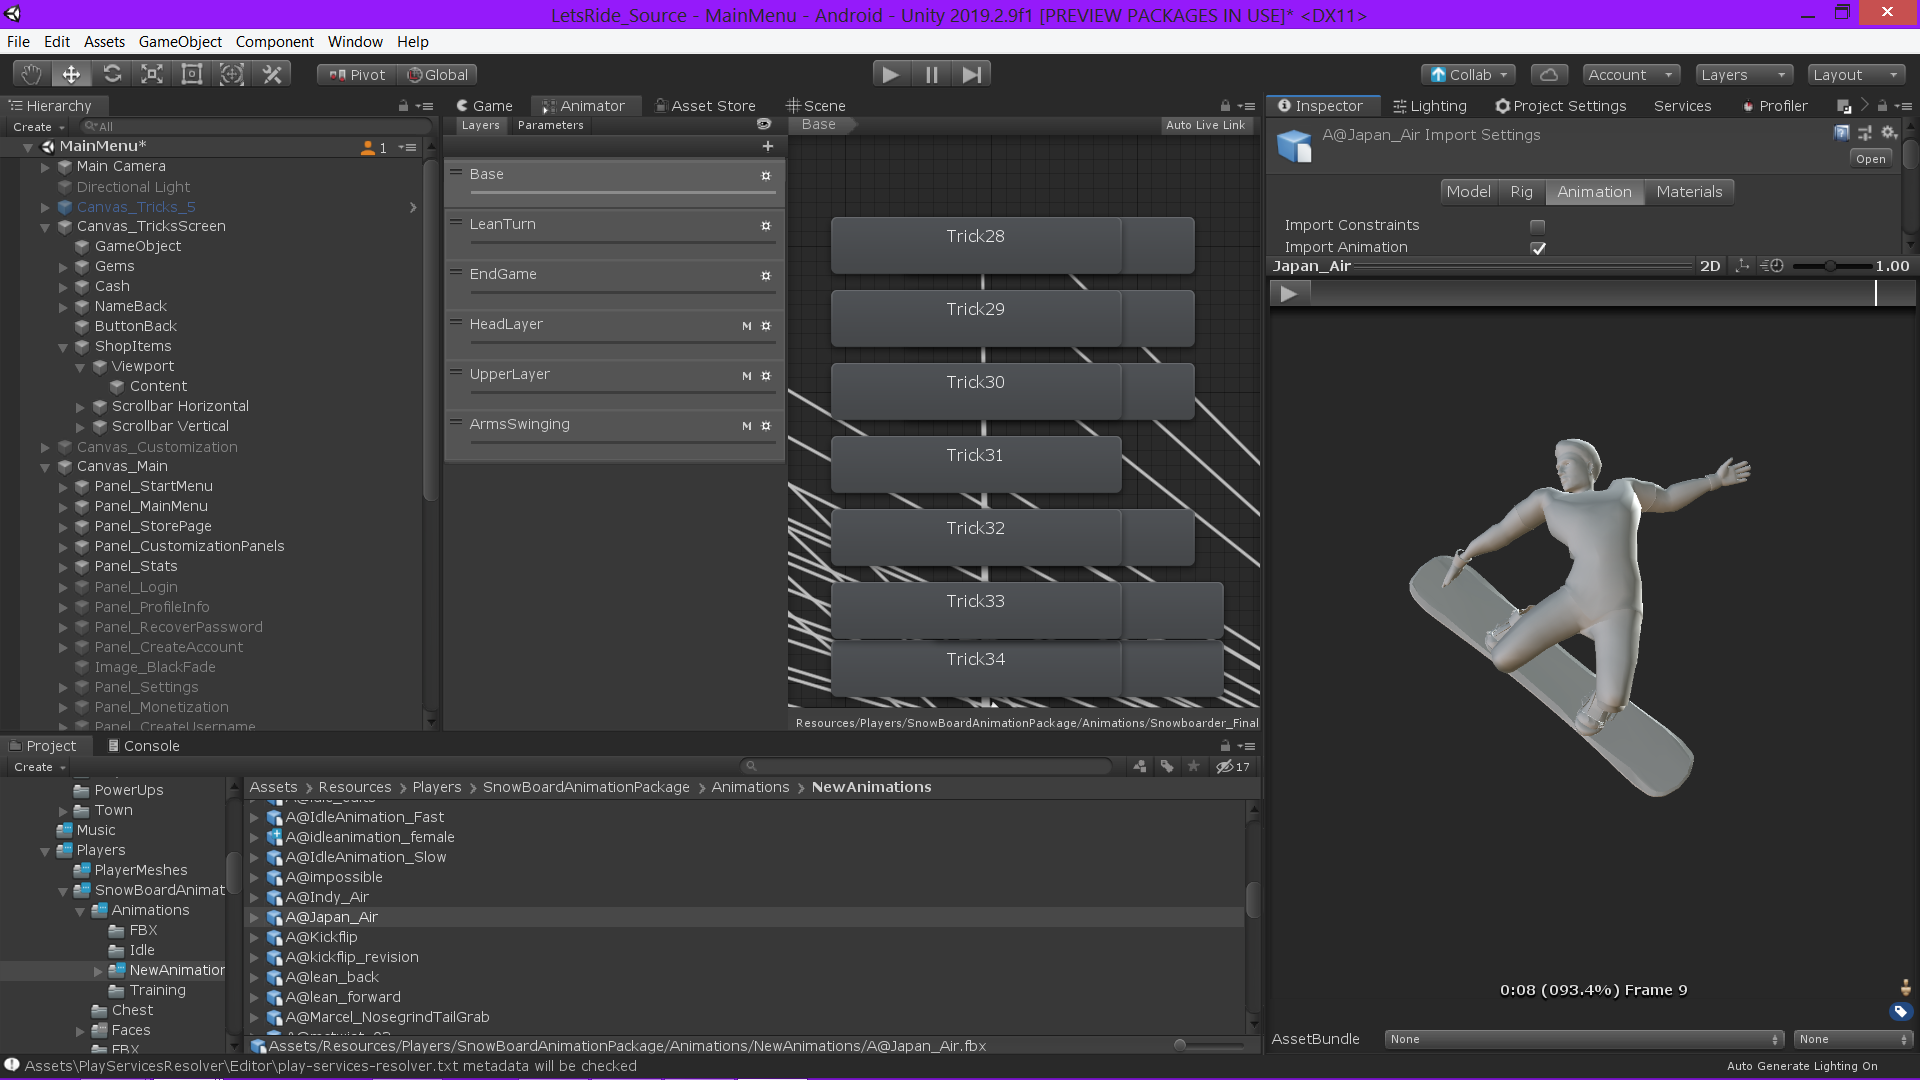 LetsRide_Source - MainMenu - Android - Unity 2019.2.9f1 [PREVIEW PACKAGES IN USE]* <DX11>
File Edit Assets GameObject Component Window Help
Pivot Global Collab Account Layers Layout
Hierarchy
Create All
MainMenu* 1
Main Camera
Directional Light
Canvas_Tricks_5
Canvas_TricksScreen
GameObject
Gems
Cash
NameBack
ButtonBack
ShopItems
Viewport
Content
Scrollbar Horizontal
Scrollbar Vertical
Canvas_Customization
Canvas_Main
Panel_StartMenu
Panel_MainMenu
Panel_StorePage
Panel_CustomizationPanels
Panel_Stats
Panel_Login
Panel_ProfileInfo
Panel_RecoverPassword
Panel_CreateAccount
Image_BlackFade
Panel_Settings
Panel_Monetization
Panel_CreateUsername
Game Animator Asset Store Scene
Layers Parameters
Base
Auto Live Link
Base
LeanTurn
EndGame
HeadLayer M
UpperLayer M
ArmsSwinging M
Trick28
Trick29
Trick30
Trick31
Trick32
Trick33
Trick34
Resources/Players/SnowBoardAnimationPackage/Animations/Snowboarder_Final
Inspector Lighting Project Settings Services Profiler
A@Japan_Air Import Settings
Open
Model Rig Animation Materials
Import Constraints
Import Animation
Japan_Air 2D 1.00
0:08 (093.4%) Frame 9
AssetBundle None None
Project Console
Create
17
PowerUps
Town
Music
Players
PlayerMeshes
SnowBoardAnimat
Animations
FBX
Idle
NewAnimation
Training
Chest
Faces
FBX
Assets > Resources > Players > SnowBoardAnimationPackage > Animations > NewAnimations
A@IdleAnimation_Fast
A@idleanimation_female
A@IdleAnimation_Slow
A@impossible
A@Indy_Air
A@Japan_Air
A@Kickflip
A@kickflip_revision
A@lean_back
A@lean_forward
A@Marcel_NosegrindTailGrab
Assets/Resources/Players/SnowBoardAnimationPackage/Animations/NewAnimations/A@Japan_Air.fbx
Assets\PlayServicesResolver\Editor\play-services-resolver.txt metadata will be checked
Auto Generate Lighting On